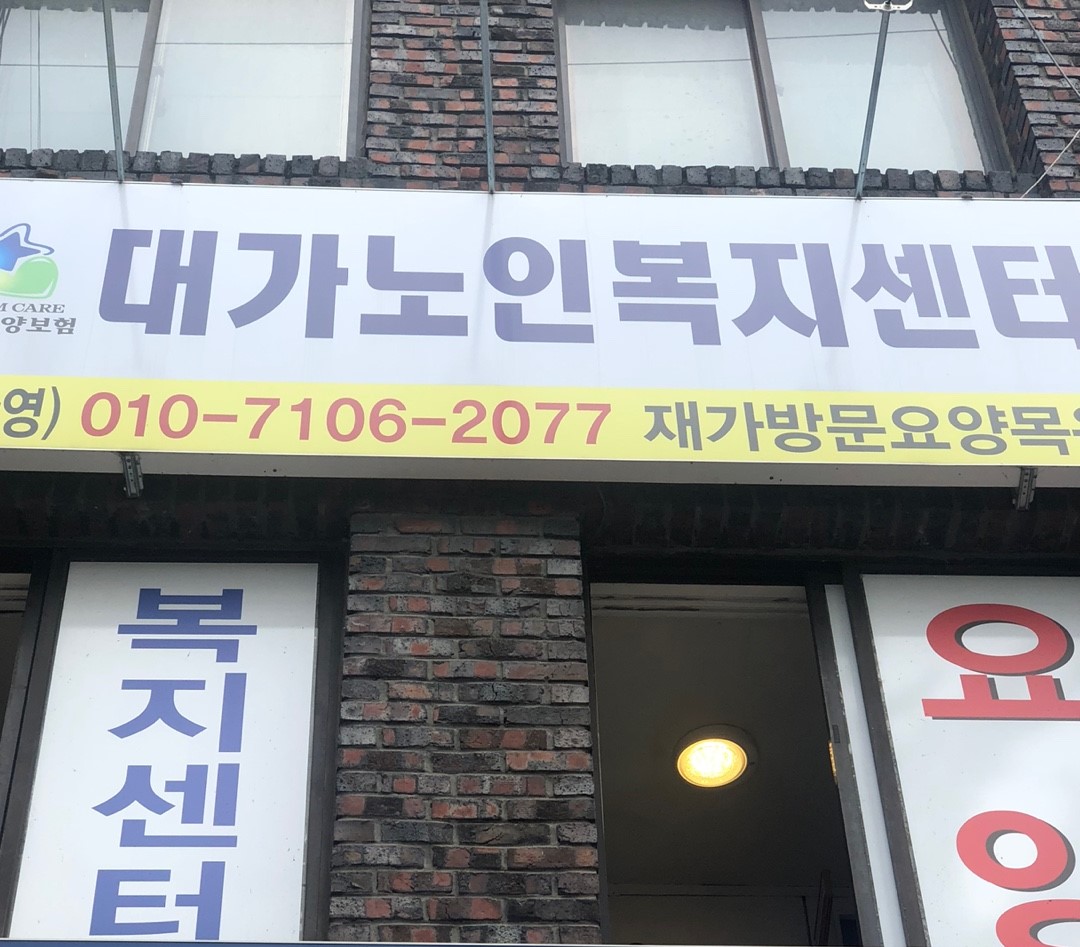 대가노인복지센터
M CARE
양보험
영) 010-7106-2077 재가방문요양목
복지센터
요양